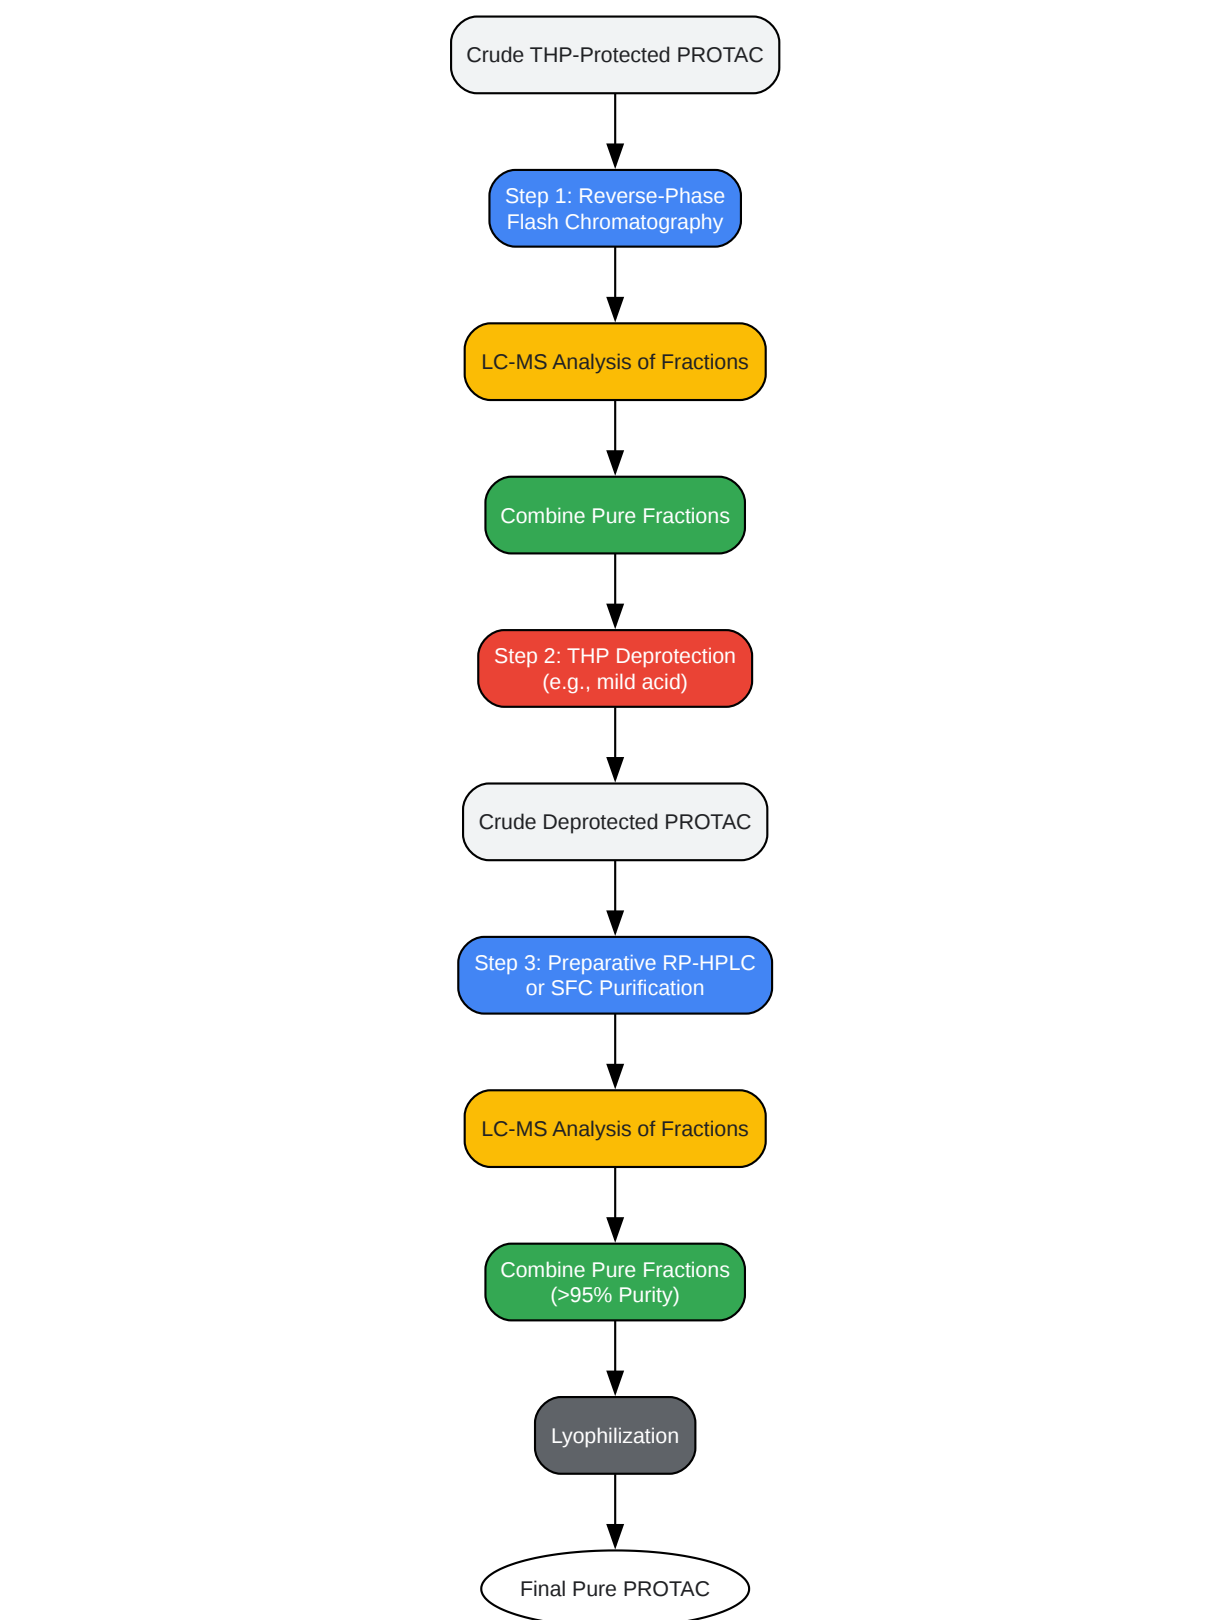 Crude THP-Protected PROTAC
Step 1: Reverse-Phase
Flash Chromatography
LC-MS Analysis of Fractions
Combine Pure Fractions
Step 2: THP Deprotection
(e.g., mild acid)
Crude Deprotected PROTAC
Step 3: Preparative RP-HPLC
or SFC Purification
LC-MS Analysis of Fractions
Combine Pure Fractions
(>95% Purity)
Lyophilization
Final Pure PROTAC